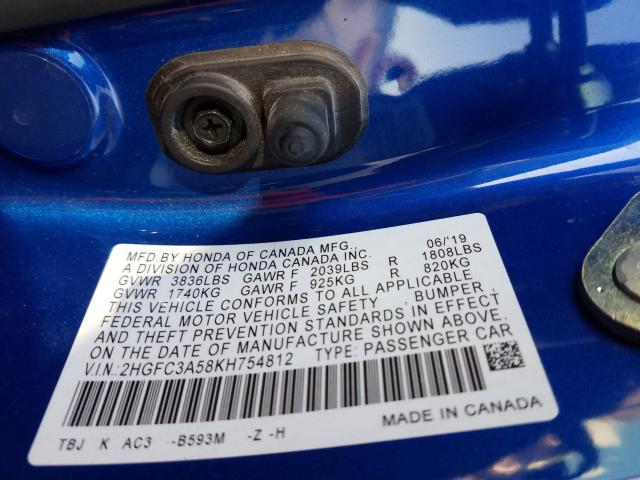 MFD. BY HONDA OF CANADA MFG., 06/'19
A DIVISION OF HONDA CANADA INC.
GVWR 3836LBS GAWR F 2039LBS R 1808LBS
GVWR 1740KG GAWR F 925KG R 820KG
THIS VEHICLE CONFORMS TO ALL APPLICABLE
FEDERAL MOTOR VEHICLE SAFETY , BUMPER ,
AND THEFT PREVENTION STANDARDS IN EFFECT
ON THE DATE OF MANUFACTURE SHOWN ABOVE.
V.I.N.:2HGFC3A58KH754812 TYPE: PASSENGER CAR
MADE IN CANADA
TBJ K AC3 -B593M -Z -H